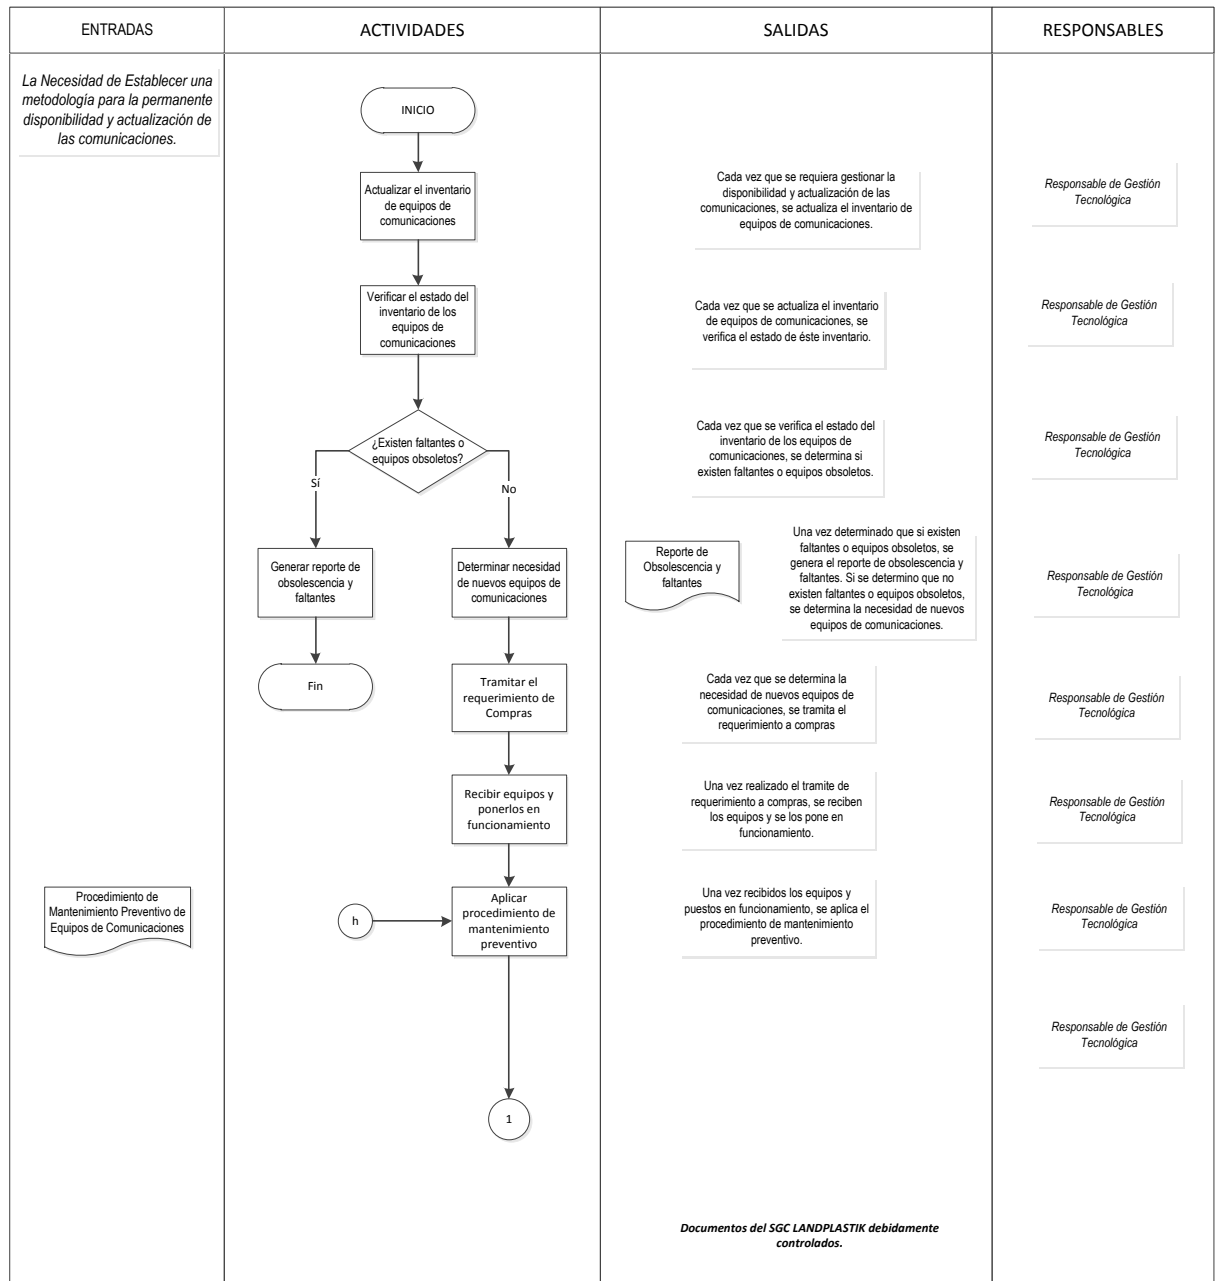 ENTRADAS
ACTIVIDADES
SALIDAS
RESPONSABLES
La Necesidad de Establecer una
metodología para la permanente
disponibilidad y actualización de
las comunicaciones.
INICIO
Actualizar el inventario
de equipos de
comunicaciones
Cada vez que se requiera gestionar la
disponibilidad y actualización de las
comunicaciones, se actualiza el inventario de
equipos de comunicaciones.
Responsable de Gestión
Tecnológica
Verificar el estado del
inventario de los
equipos de
comunicaciones
Cada vez que se actualiza el inventario
de equipos de comunicaciones, se
verifica el estado de éste inventario.
Responsable de Gestión
Tecnológica
¿Existen faltantes o
equipos obsoletos?
Sí
No
Cada vez que se verifica el estado del
inventario de los equipos de
comunicaciones, se determina si
existen faltantes o equipos obsoletos.
Responsable de Gestión
Tecnológica
Generar reporte de
obsolescencia y
faltantes
Determinar necesidad
de nuevos equipos de
comunicaciones
Reporte de
Obsolescencia y
faltantes
Una vez determinado que si existen
faltantes o equipos obsoletos, se
genera el reporte de obsolescencia y
faltantes. Si se determino que no
existen faltantes o equipos obsoletos,
se determina la necesidad de nuevos
equipos de comunicaciones.
Responsable de Gestión
Tecnológica
Fin
Tramitar el
requerimiento de
Compras
Cada vez que se determina la
necesidad de nuevos equipos de
comunicaciones, se tramita el
requerimiento a compras
Responsable de Gestión
Tecnológica
Recibir equipos y
ponerlos en
funcionamiento
Una vez realizado el tramite de
requerimiento a compras, se reciben
los equipos y se los pone en
funcionamiento.
Responsable de Gestión
Tecnológica
Procedimiento de
Mantenimiento Preventivo de
Equipos de Comunicaciones
h
Aplicar
procedimiento de
mantenimiento
preventivo
Una vez recibidos los equipos y
puestos en funcionamiento, se aplica el
procedimiento de mantenimiento
preventivo.
Responsable de Gestión
Tecnológica
Responsable de Gestión
Tecnológica
1
Documentos del SGC LANDPLASTIK debidamente
controlados.